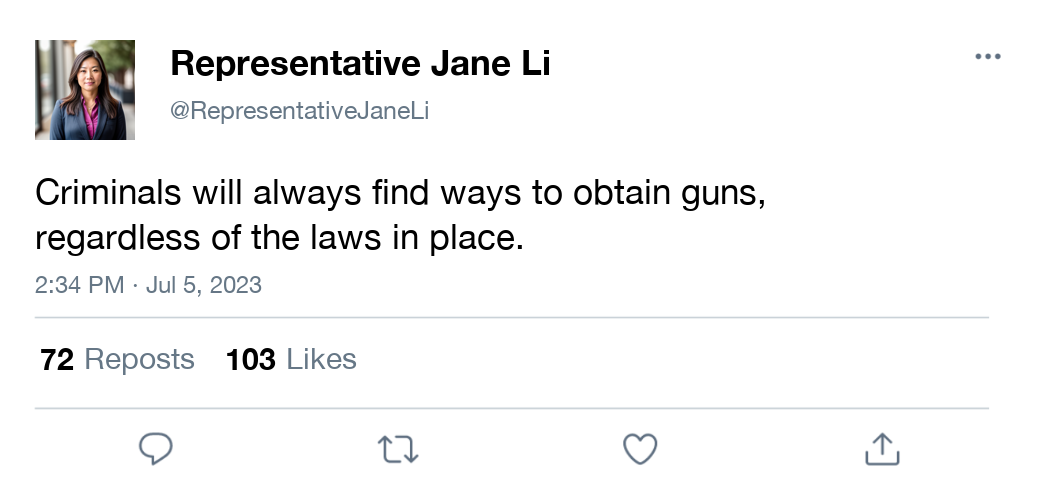 Representative Jane Li
@RepresentativeJaneLi
Criminals will always find ways to obtain guns,
regardless of the laws in place.
2:34 PM · Jul 5, 2023
72 Reposts 103 Likes